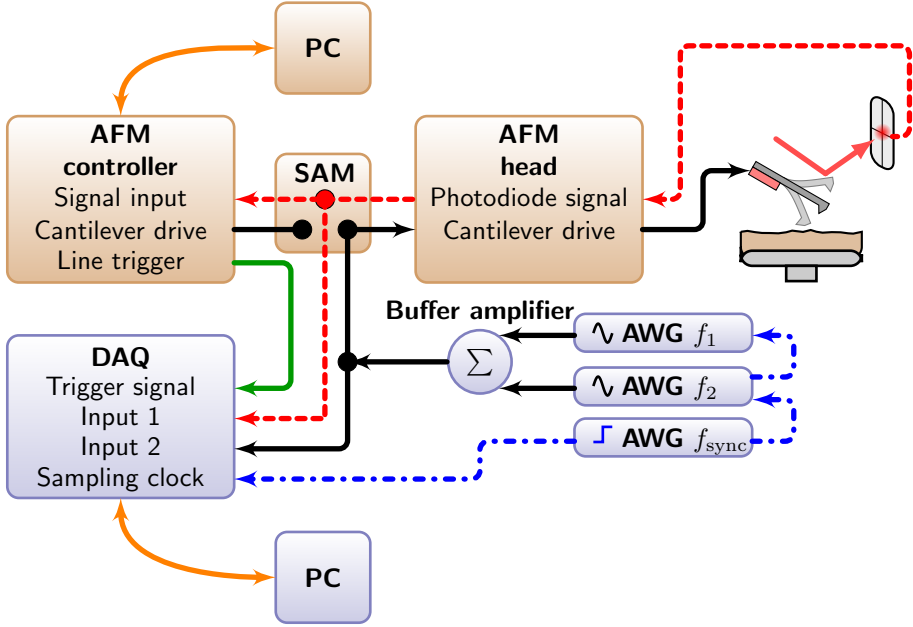 PC
AFM
controller
Signal input
Cantilever drive
Line trigger
SAM
AFM
head
Photodiode signal
Cantilever drive
Buffer amplifier
∑
AWG f₁
AWG f₂
AWG f_sync
DAQ
Trigger signal
Input 1
Input 2
Sampling clock
PC